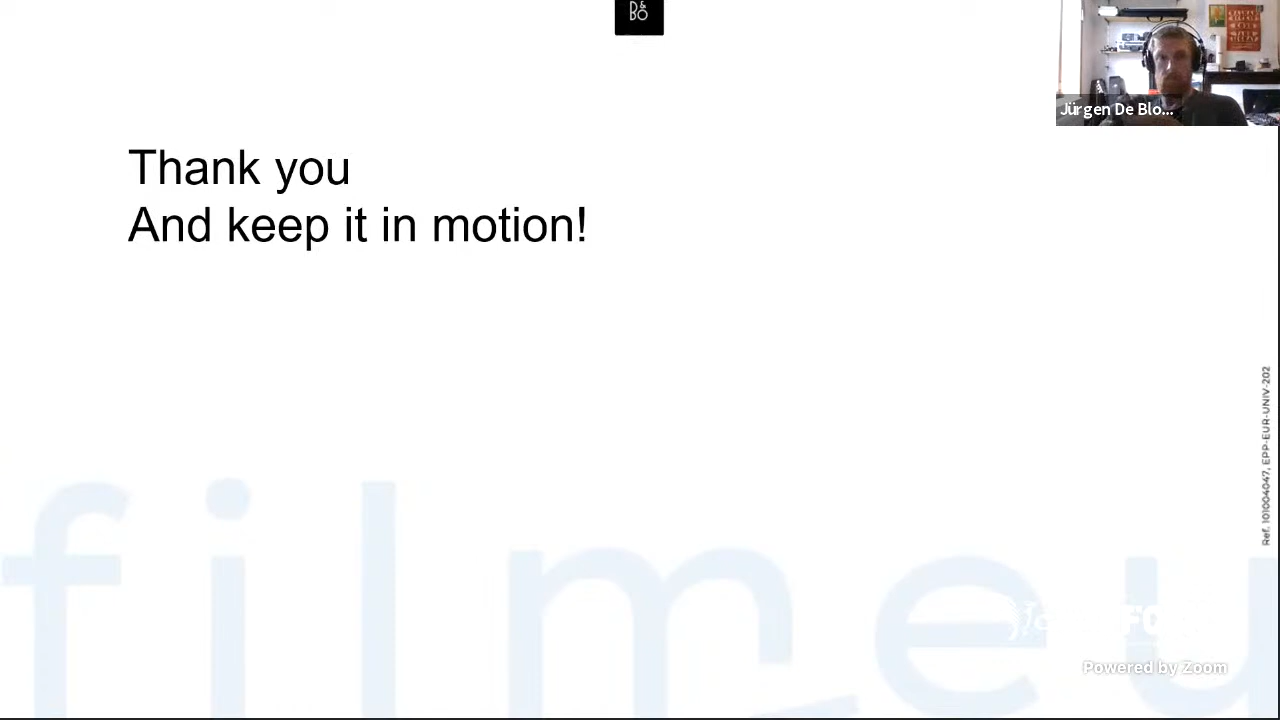 B&O
Jürgen De Blo...
Thank you
And keep it in motion!
Ref. 101004047, EPP-EUR-UNIV-202
filmeu
Powered by Zoom